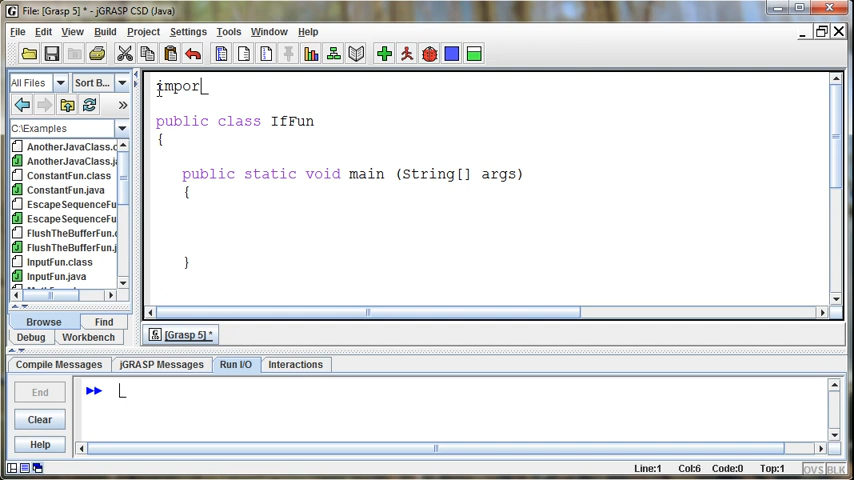 File: [Grasp 5] * - jGRASP CSD (Java)
File Edit View Build Project Settings Tools Window Help
All Files Sort B...
»
C:\Examples
AnotherJavaClass.c
AnotherJavaClass.ja
ConstantFun.class
ConstantFun.java
EscapeSequenceFu
EscapeSequenceFu
FlushTheBufferFun.c
FlushTheBufferFun.j
InputFun.class
InputFun.java
Browse Find
Debug Workbench
impor_
public class IfFun
{
public static void main (String[] args)
{
}
[Grasp 5] *
Compile Messages jGRASP Messages Run I/O Interactions
End
Clear
Help
Line:1 Col:6 Code:0 Top:1 OVS BLK